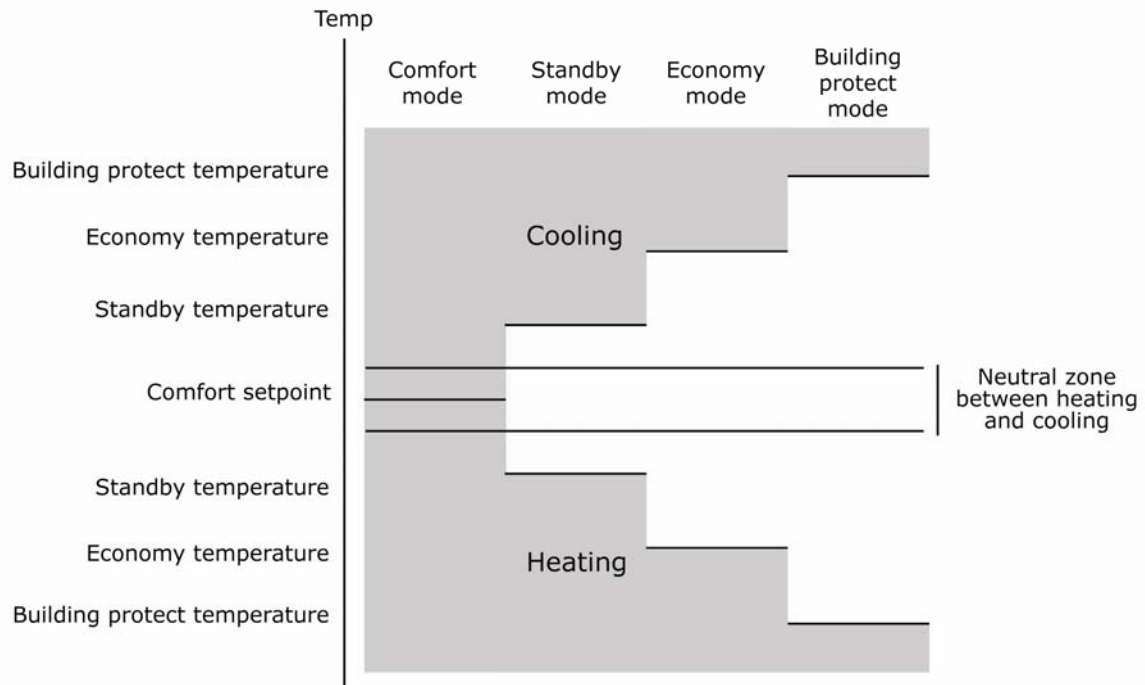 Temp
Comfort
mode
Standby
mode
Economy
mode
Building
protect
mode
Building protect temperature
Economy temperature
Cooling
Standby temperature
Comfort setpoint
Neutral zone
between heating
and cooling
Standby temperature
Economy temperature
Heating
Building protect temperature